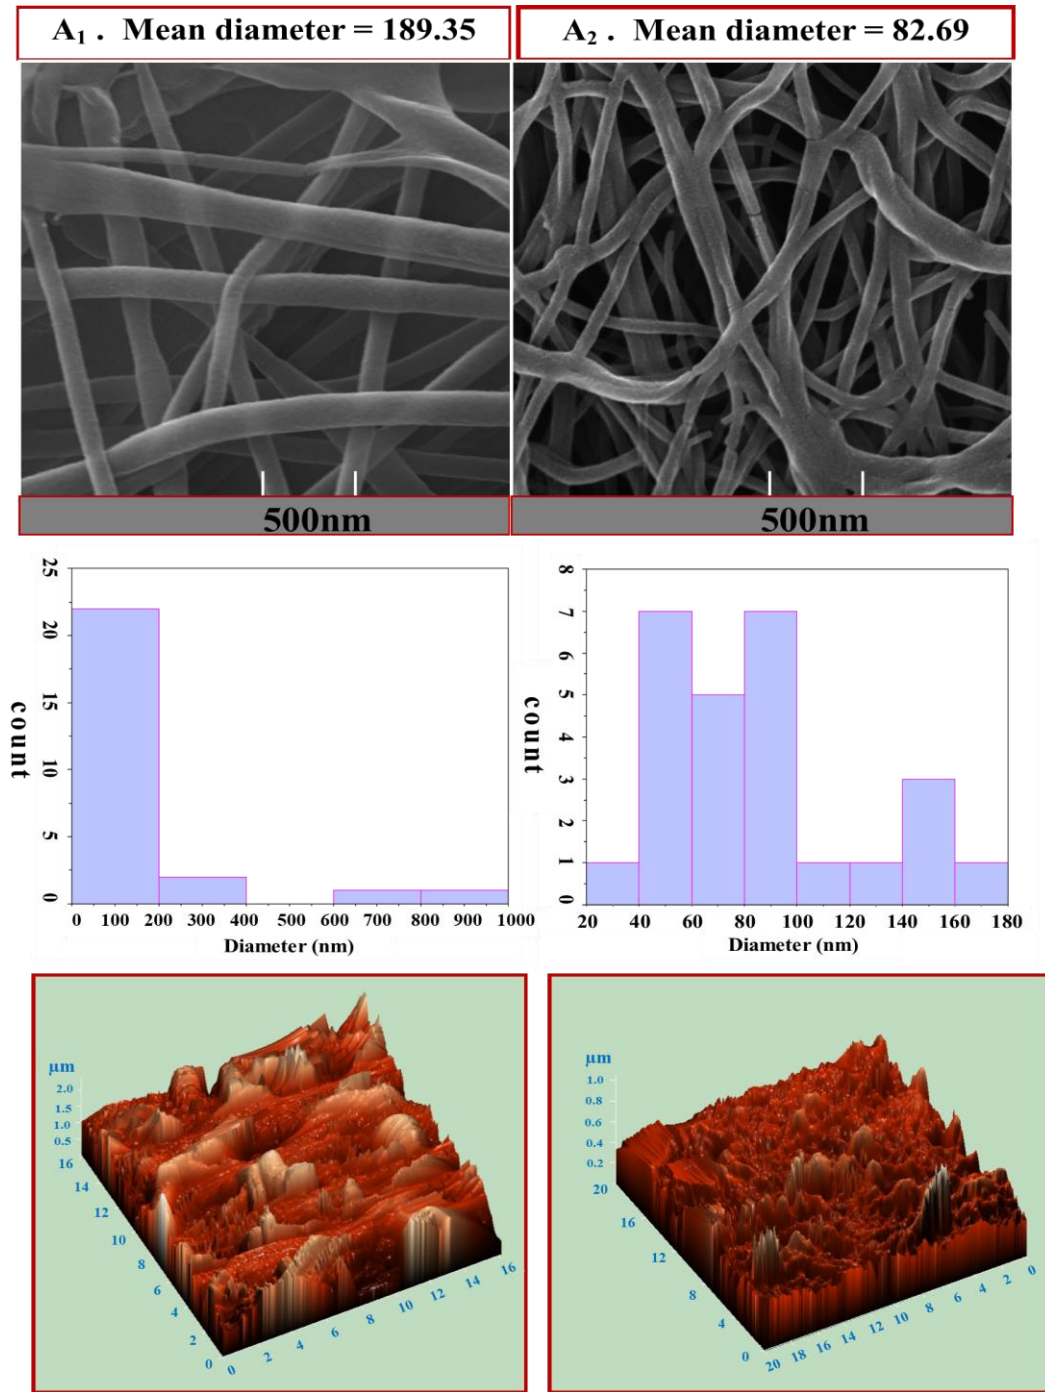 A₁ . Mean diameter = 189.35
A₂ . Mean diameter = 82.69
500nm
500nm
25
20
15
10
5
0
count
0 100 200 300 400 500 600 700 800 900 1000
Diameter (nm)
8
7
6
5
4
3
2
1
0
count
20 40 60 80 100 120 140 160 180
Diameter (nm)
μm
2.0
1.5
1.0
0.5
16
14
12
10
8
6
4
2
0
0 2 4 6 8 10 12 14 16
μm
1.0
0.8
0.6
0.4
0.2
20
16
12
8
4
0
20 18 16 14 12 10 8 6 4 2 0